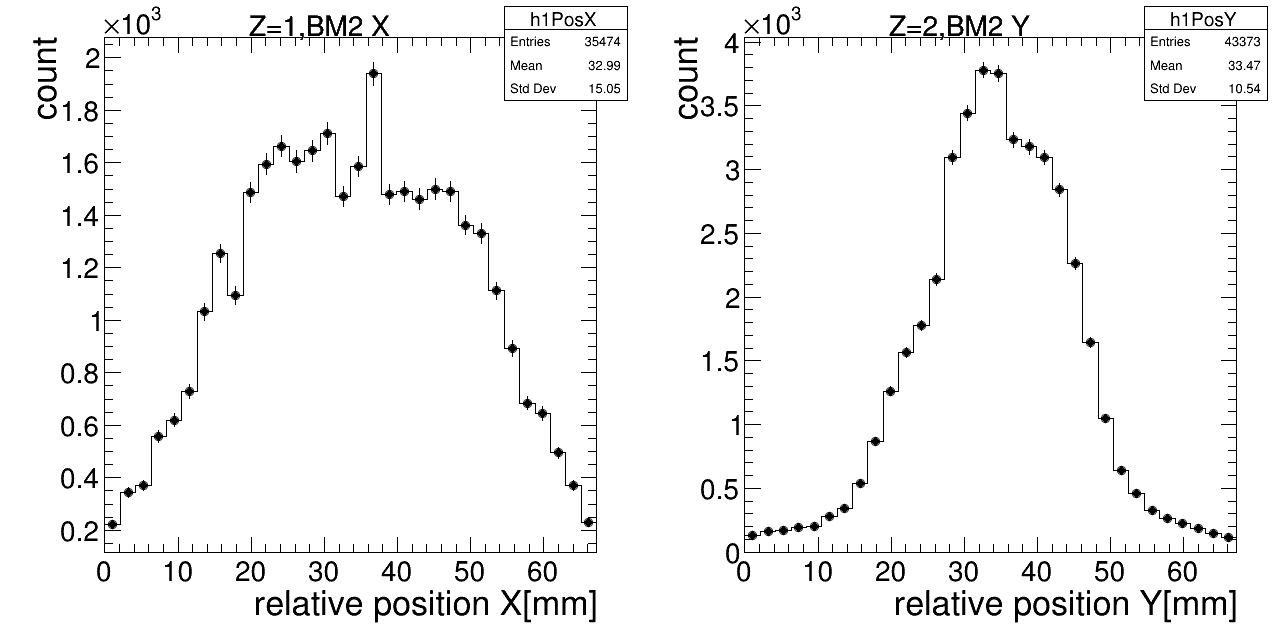 ×10³
Z=1,BM2 X
h1PosX
Entries 35474
Mean 32.99
Std Dev 15.05
count
2
1.8
1.6
1.4
1.2
1
0.8
0.6
0.4
0.2
0 10 20 30 40 50 60
relative position X[mm]
×10³
Z=2,BM2 Y
h1PosY
Entries 43373
Mean 33.47
Std Dev 10.54
count
4
3.5
3
2.5
2
1.5
1
0.5
0
0 10 20 30 40 50 60
relative position Y[mm]